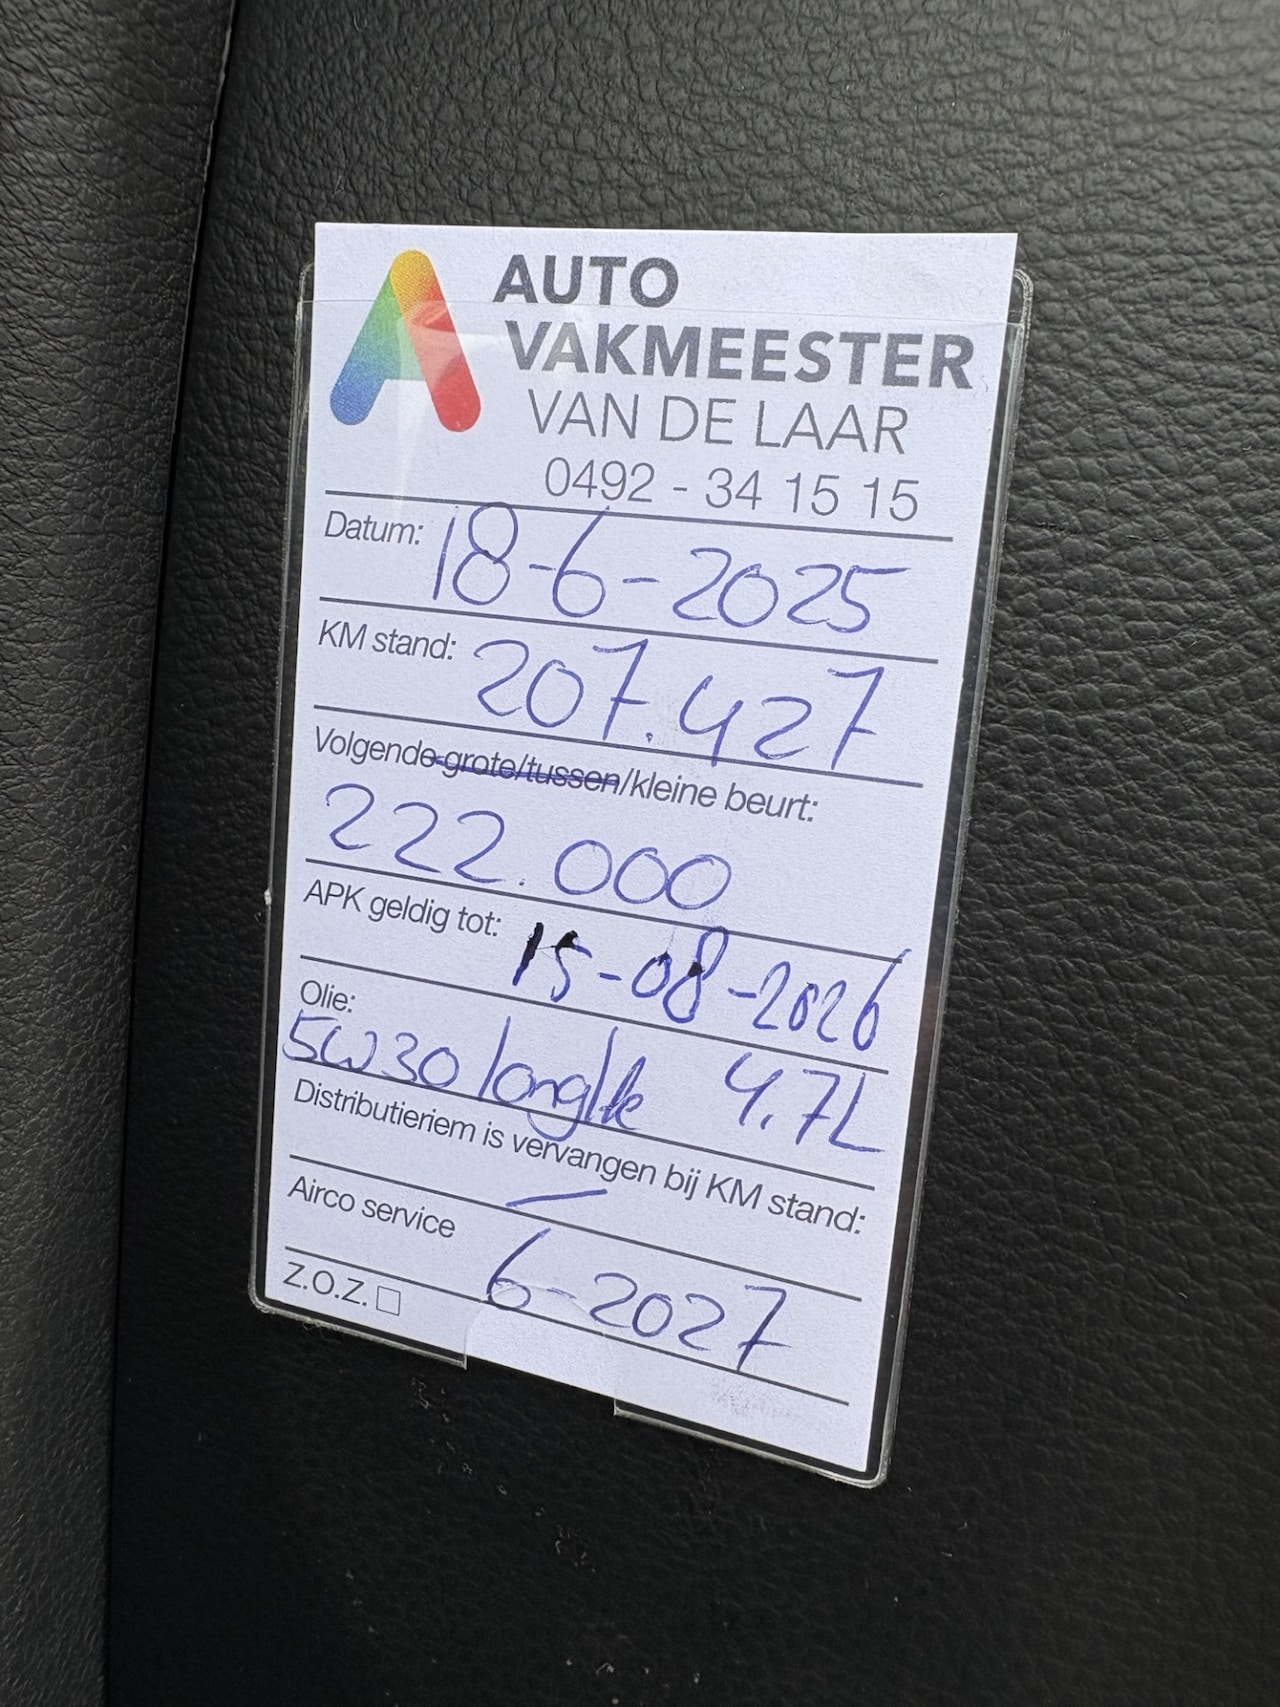 AUTO
VAKMEESTER
VAN DE LAAR
0492 - 34 15 15
Datum: 18-6-2025
KM stand: 207.427
Volgende grote/tussen/kleine beurt:
222.000
APK geldig tot: 15-08-2026
Olie:
5W30 longlife 4.7L
Distributieriem is vervangen bij KM stand:
—
Airco service 6-2027
Z.O.Z. □